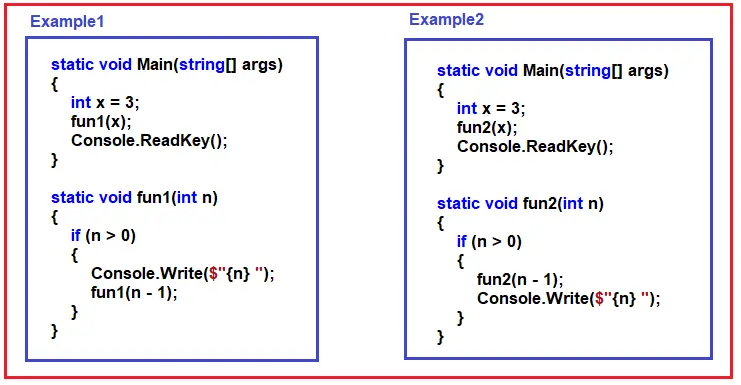 Example1
static void Main(string[] args)
{
int x = 3;
fun1(x);
Console.ReadKey();
}
static void fun1(int n)
{
if (n > 0)
{
Console.Write($"{n} ");
fun1(n - 1);
}
}
Example2
static void Main(string[] args)
{
int x = 3;
fun2(x);
Console.ReadKey();
}
static void fun2(int n)
{
if (n > 0)
{
fun2(n - 1);
Console.Write($"{n} ");
}
}